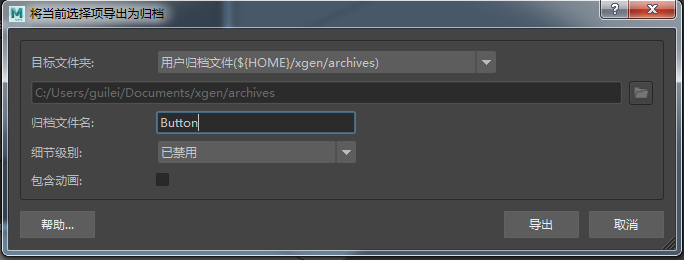 将当前选择项导出为归档
目标文件夹: 用户归档文件(${HOME}/xgen/archives)
C:/Users/guilei/Documents/xgen/archives
归档文件名: Button
细节级别: 已禁用
包含动画:
帮助... 导出 取消